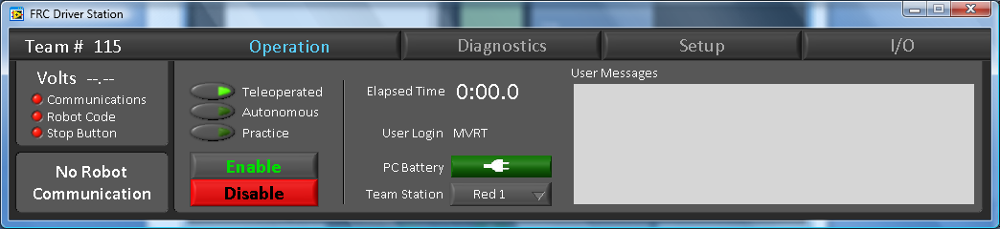 FRC Driver Station
Team # 115
Operation
Diagnostics
Setup
I/O
Volts --.--
Communications
Robot Code
Stop Button
No Robot
Communication
Teleoperated
Autonomous
Practice
Enable
Disable
Elapsed Time 0:00.0
User Login MVRT
PC Battery
Team Station Red 1
User Messages